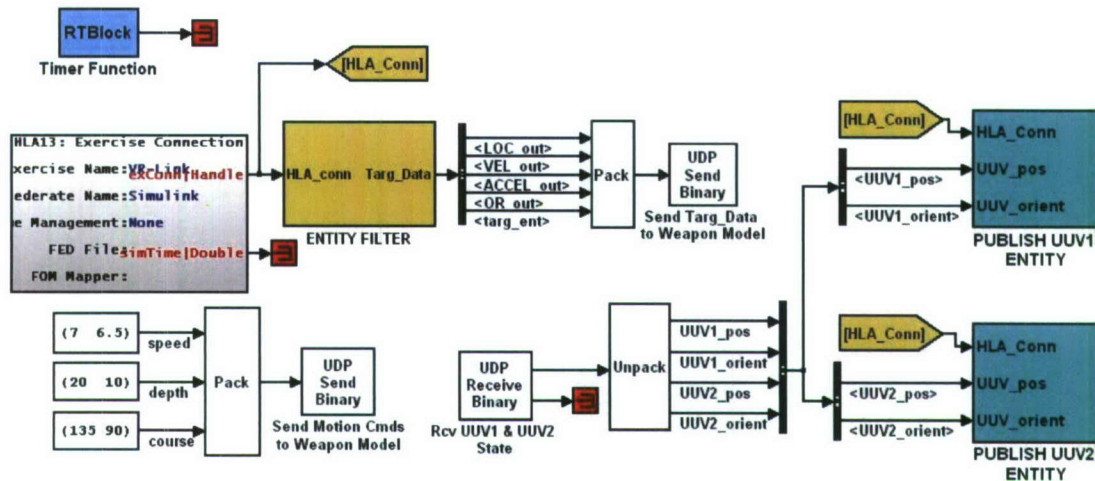 RTBlock
Timer Function
[HLA_Conn]
HLA13: Exercise Connection
xercise Name:VR-Link
exConn|Handle
ederate Name:Simulink
e Management:None
FED File:
simTime|Double
FOM Mapper:
HLA_conn Targ_Data
ENTITY FILTER
<LOC_out>
<VEL_out>
<ACCEL_out>
<OR_out>
<targ_ent>
Pack
UDP
Send
Binary
Send Targ_Data
to Weapon Model
[HLA_Conn]
<UUV1_pos>
<UUV1_orient>
HLA_Conn
UUV_pos
UUV_orient
PUBLISH UUV1
ENTITY
(7 6.5)
speed
(20 10)
depth
(135 90)
course
Pack
UDP
Send
Binary
Send Motion Cmds
to Weapon Model
UDP
Receive
Binary
Rcv UUV1 & UUV2
State
Unpack
UUV1_pos
UUV1_orient
UUV2_pos
UUV2_orient
[HLA_Conn]
<UUV2_pos>
<UUV2_orient>
HLA_Conn
UUV_pos
UUV_orient
PUBLISH UUV2
ENTITY